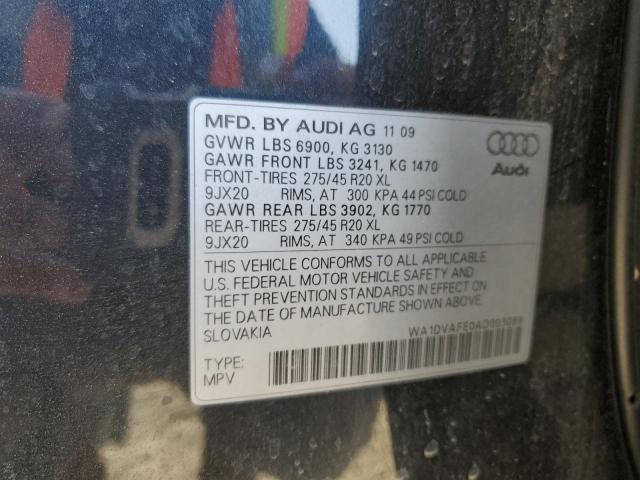 MFD. BY AUDI AG 11 09
GVWR LBS 6900, KG 3130
GAWR FRONT LBS 3241, KG 1470
FRONT-TIRES 275/45 R20 XL
9JX20 RIMS, AT 300 KPA 44 PSI COLD
GAWR REAR LBS 3902, KG 1770
REAR-TIRES 275/45 R20 XL
9JX20 RIMS, AT 340 KPA 49 PSI COLD
Audi
THIS VEHICLE CONFORMS TO ALL APPLICABLE
U.S. FEDERAL MOTOR VEHICLE SAFETY AND
THEFT PREVENTION STANDARDS IN EFFECT ON
THE DATE OF MANUFACTURE SHOWN ABOVE.
SLOVAKIA
TYPE:
MPV